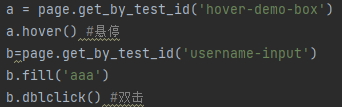 a = page.get_by_test_id('hover-demo-box')
a.hover() #悬停
b=page.get_by_test_id('username-input')
b.fill('aaa')
b.dblclick() #双击